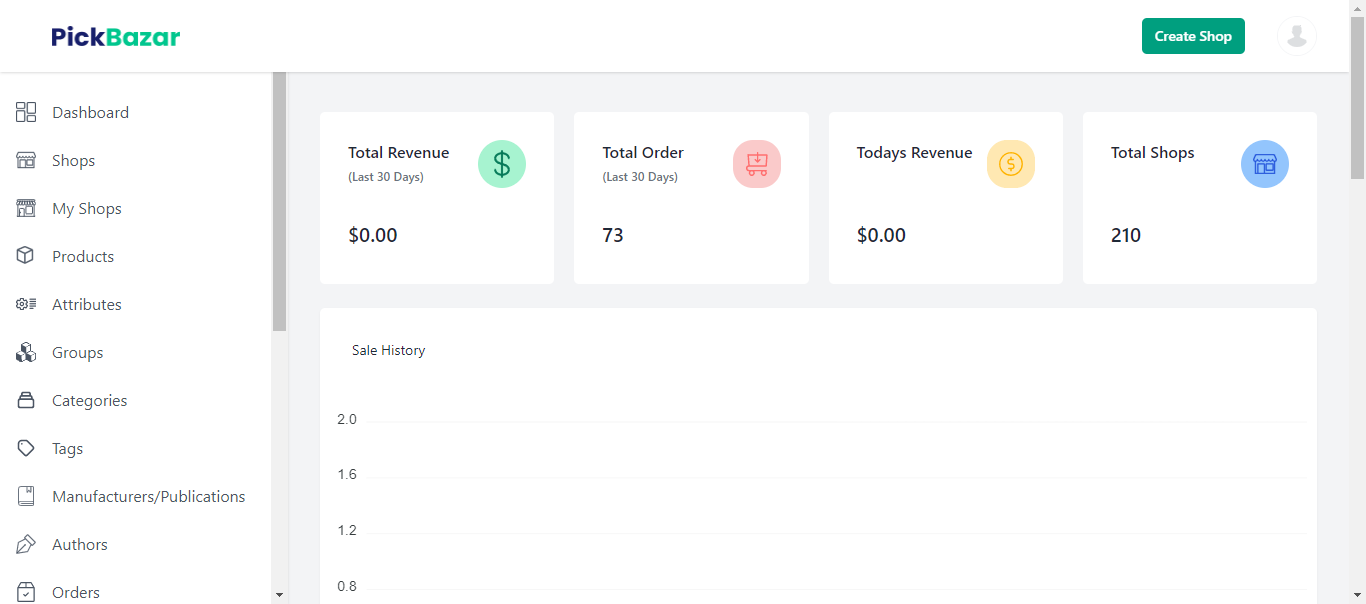 PickBazar
Create Shop
Dashboard
Shops
My Shops
Products
Attributes
Groups
Categories
Tags
Manufacturers/Publications
Authors
Orders
Total Revenue
(Last 30 Days)
$0.00
Total Order
(Last 30 Days)
73
Todays Revenue
$0.00
Total Shops
210
Sale History
2.0
1.6
1.2
0.8